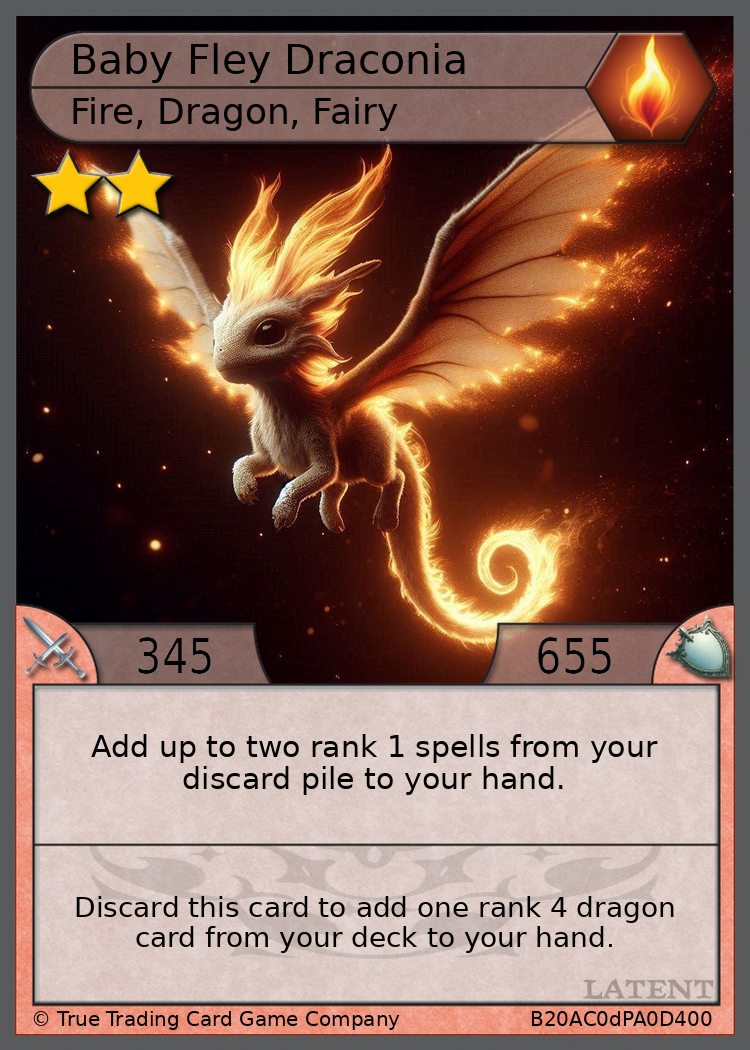 Baby Fley Draconia
Fire, Dragon, Fairy
345
655
Add up to two rank 1 spells from your
discard pile to your hand.
Discard this card to add one rank 4 dragon
card from your deck to your hand.
LATENT
© True Trading Card Game Company
B20AC0dPA0D400